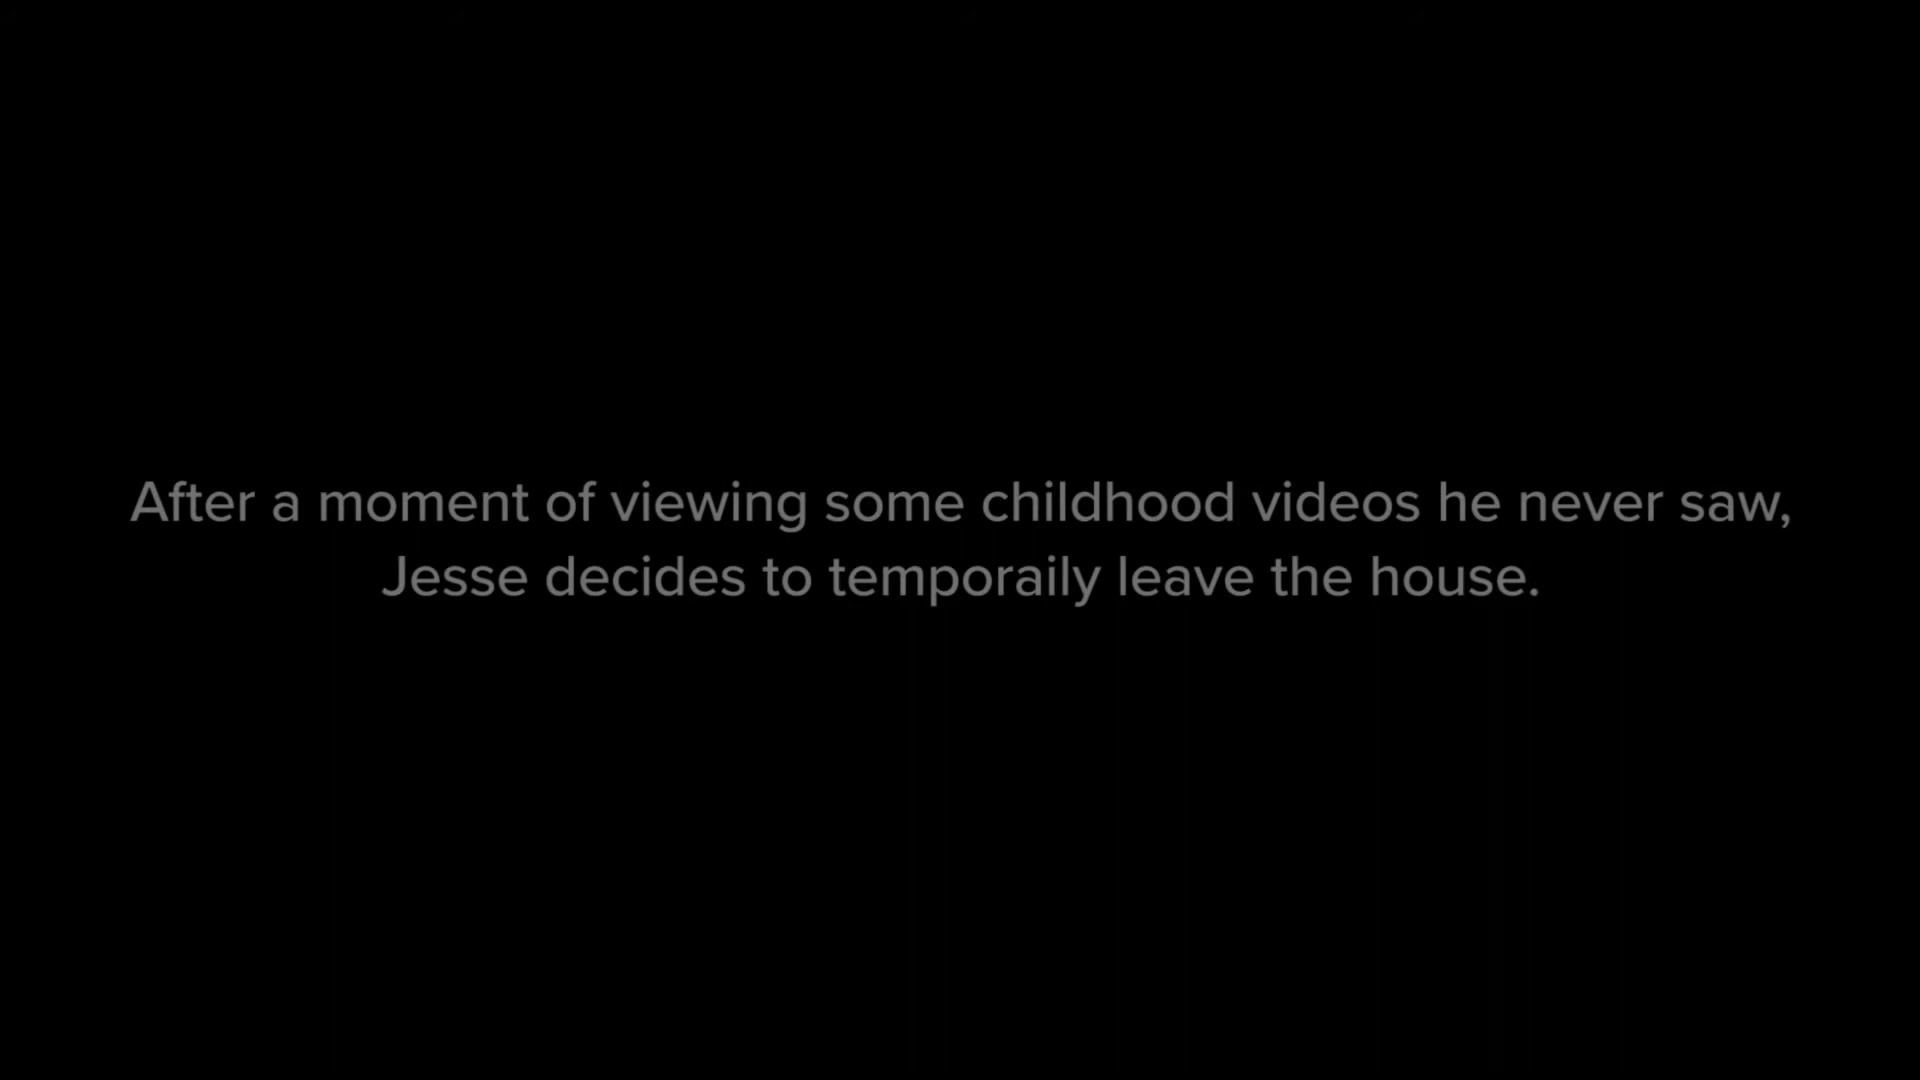 After a moment of viewing some childhood videos he never saw,
Jesse decides to temporaily leave the house.